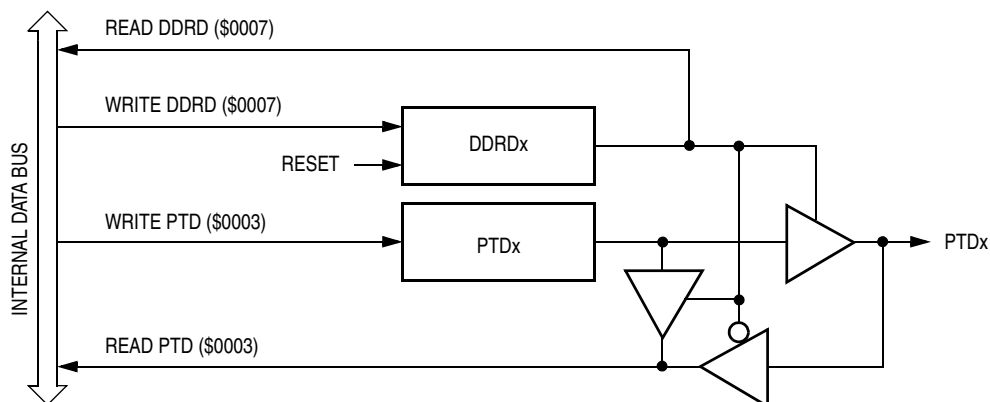 READ DDRD ($0007)
WRITE DDRD ($0007)
DDRDx
RESET
WRITE PTD ($0003)
PTDx
PTDx
READ PTD ($0003)
INTERNAL DATA BUS